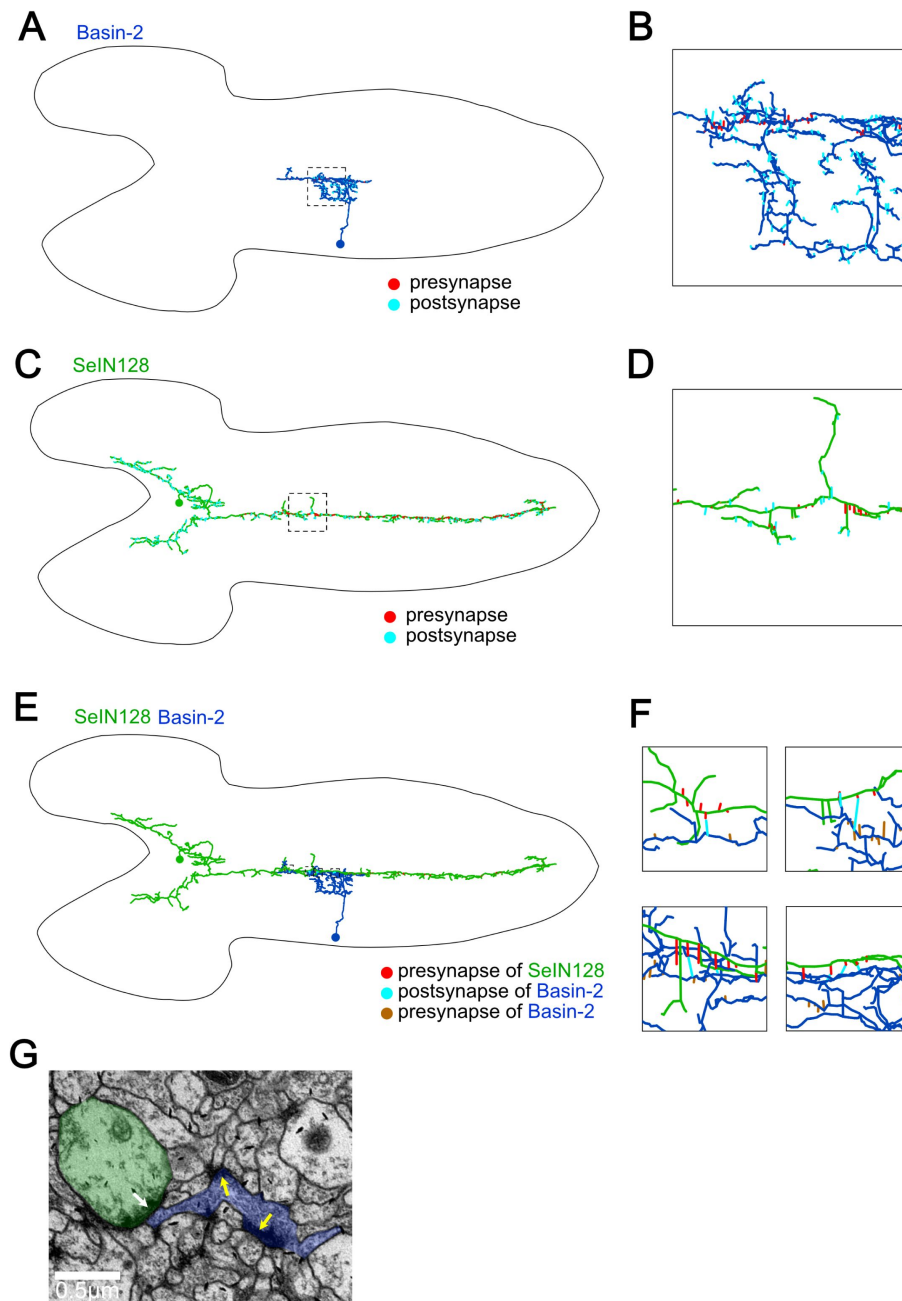 A
Basin-2
B
presynapse
postsynapse
C
SeIN128
D
presynapse
postsynapse
E
SeIN128 Basin-2
F
presynapse of SeIN128
postsynapse of Basin-2
presynapse of Basin-2
G
0.5µm